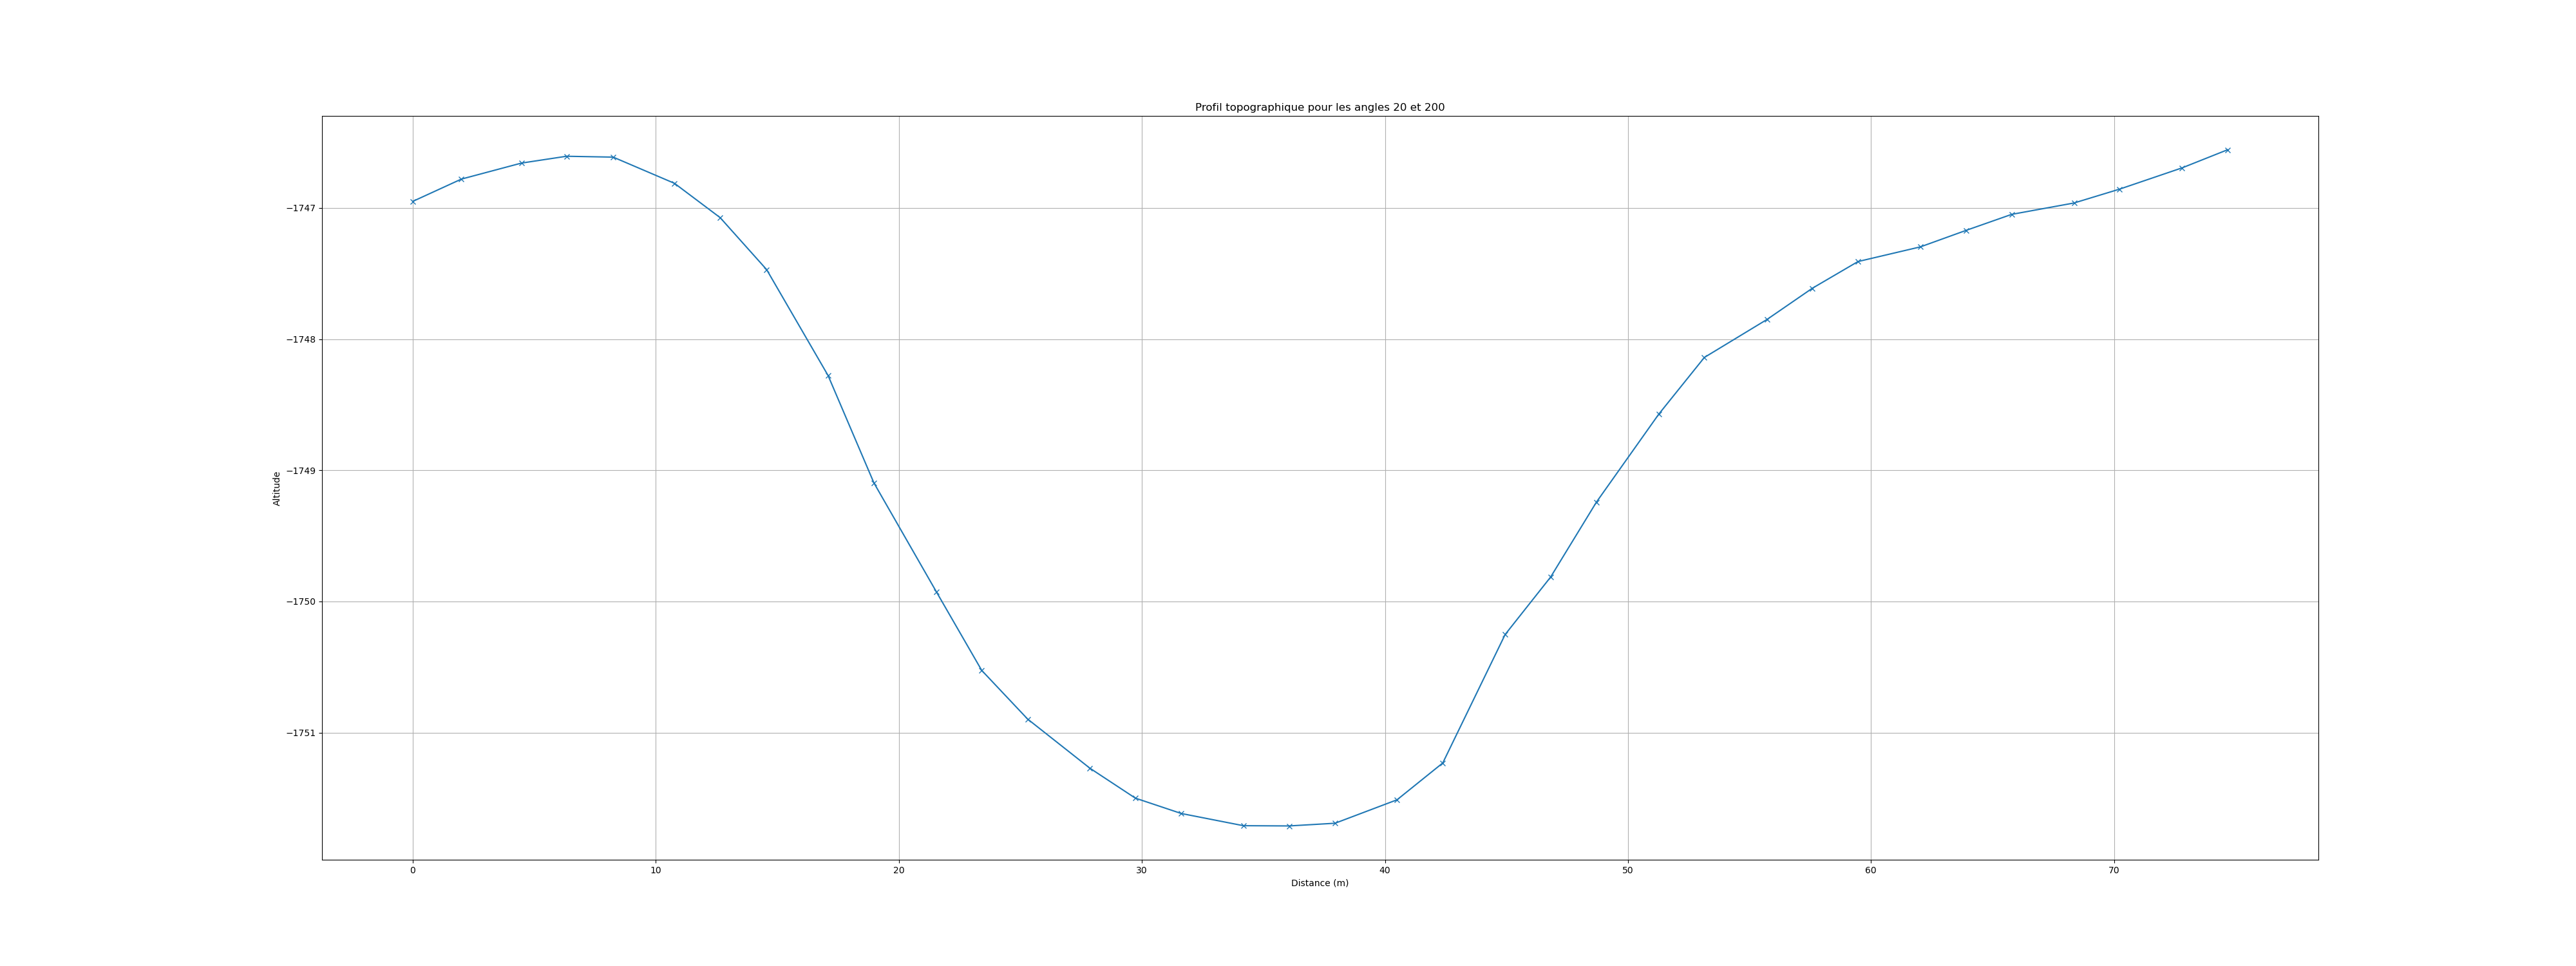 Profil topographique pour les angles 20 et 200
Altitude
−1747
−1748
−1749
−1750
−1751
0 10 20 30 40 50 60 70
Distance (m)